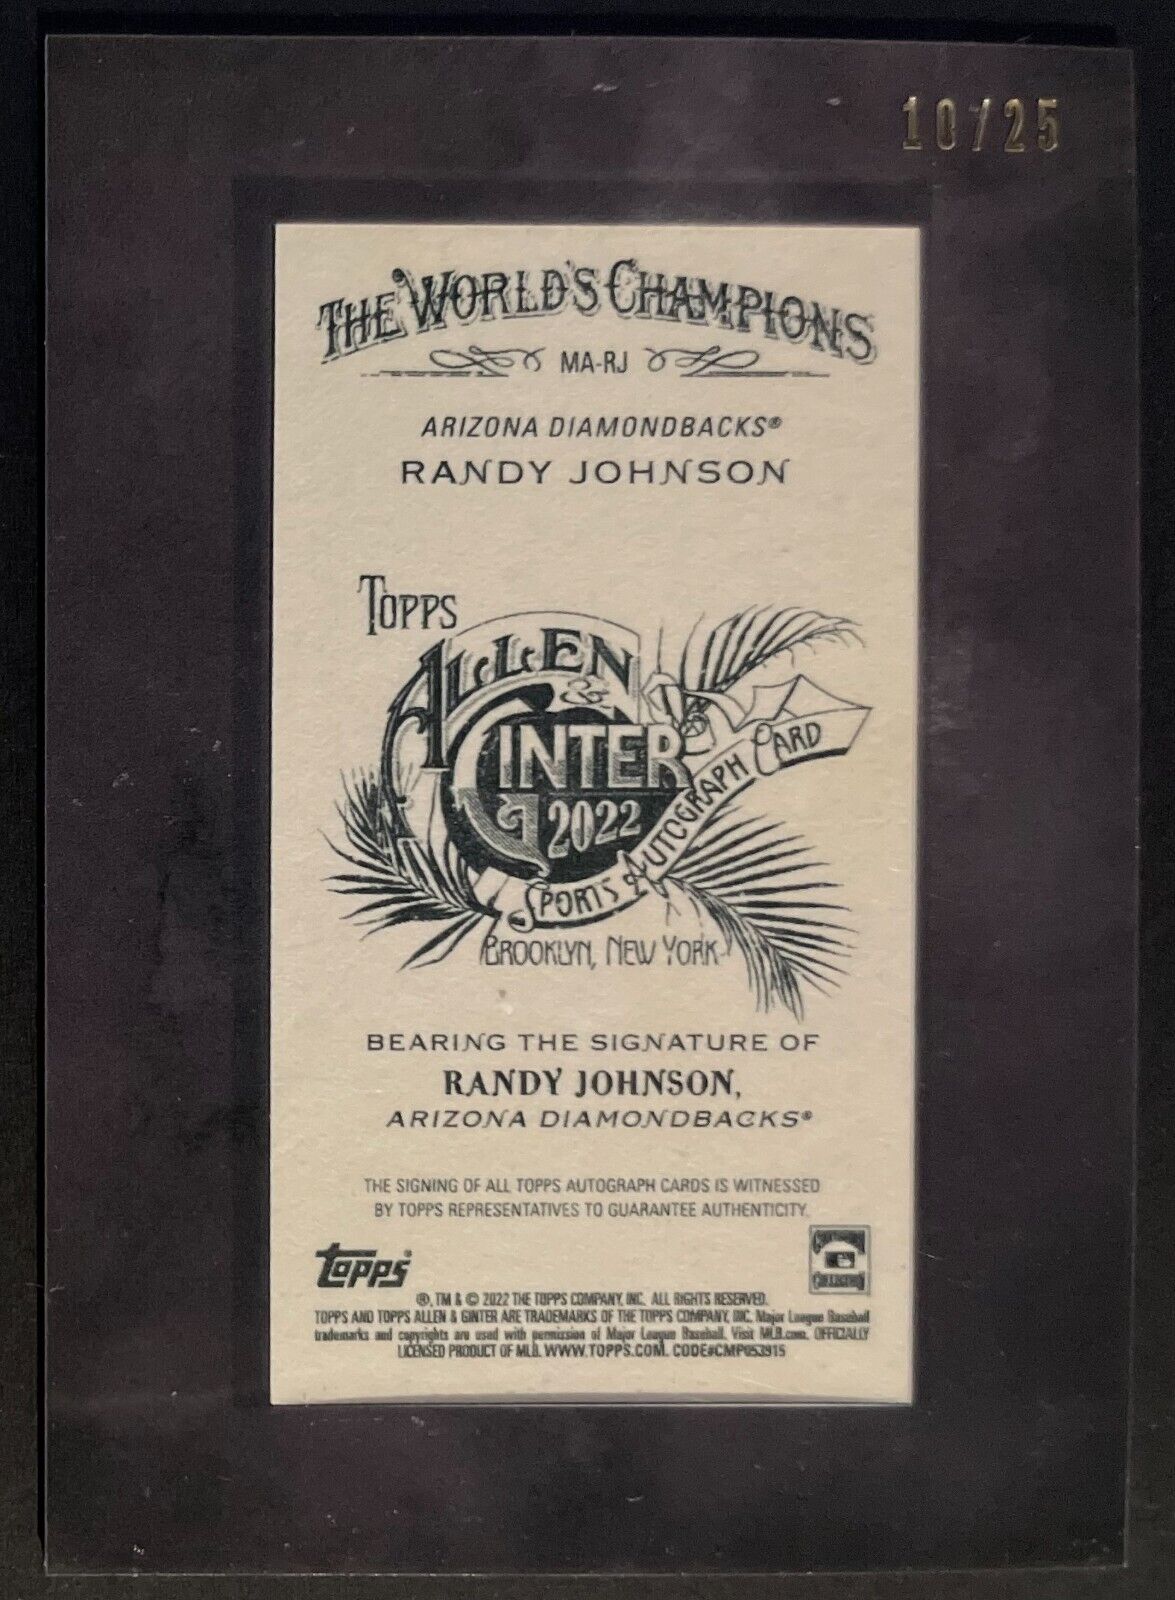 10/25
THE WORLD'S CHAMPIONS
MA-RJ
ARIZONA DIAMONDBACKS®
RANDY JOHNSON
TOPPS
ALLEN
&
GINTER
2022
SPORTS AUTOGRAPH CARD
BROOKLYN, NEW YORK
BEARING THE SIGNATURE OF
RANDY JOHNSON,
ARIZONA DIAMONDBACKS®
THE SIGNING OF ALL TOPPS AUTOGRAPH CARDS IS WITNESSED
BY TOPPS REPRESENTATIVES TO GUARANTEE AUTHENTICITY.
topps®
®, TM & © 2022 THE TOPPS COMPANY, INC. ALL RIGHTS RESERVED.
TOPPS AND TOPPS ALLEN & GINTER ARE TRADEMARKS OF THE TOPPS COMPANY, INC. Major League Baseball
trademarks and copyrights are used with permission of Major League Baseball. Visit MLB.com. OFFICIALLY
LICENSED PRODUCT OF MLB. WWW.TOPPS.COM. CODE#CMP053915